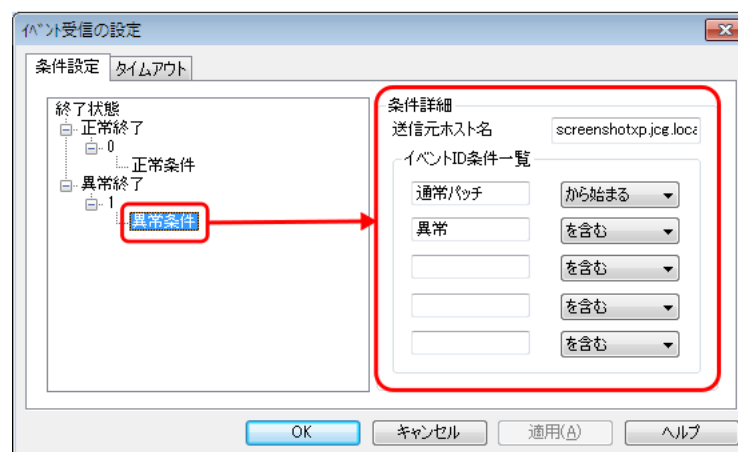 イベント受信の設定
条件設定 タイムアウト
終了状態
正常終了
0
正常条件
異常終了
1
異常条件
条件詳細
送信元ホスト名 screenshotxp.jcg.loca
イベントID条件一覧
通常パッチ から始まる
異常 を含む
を含む
を含む
を含む
OK キャンセル 適用(A) ヘルプ